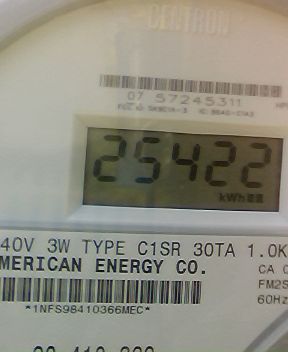 CENTRON
07 57245311
25422
kWh
40V 3W TYPE C1SR 30TA 1.0K
MERICAN ENERGY CO.
CA 0
FM2S
60Hz
*1NFS98410366MEC*